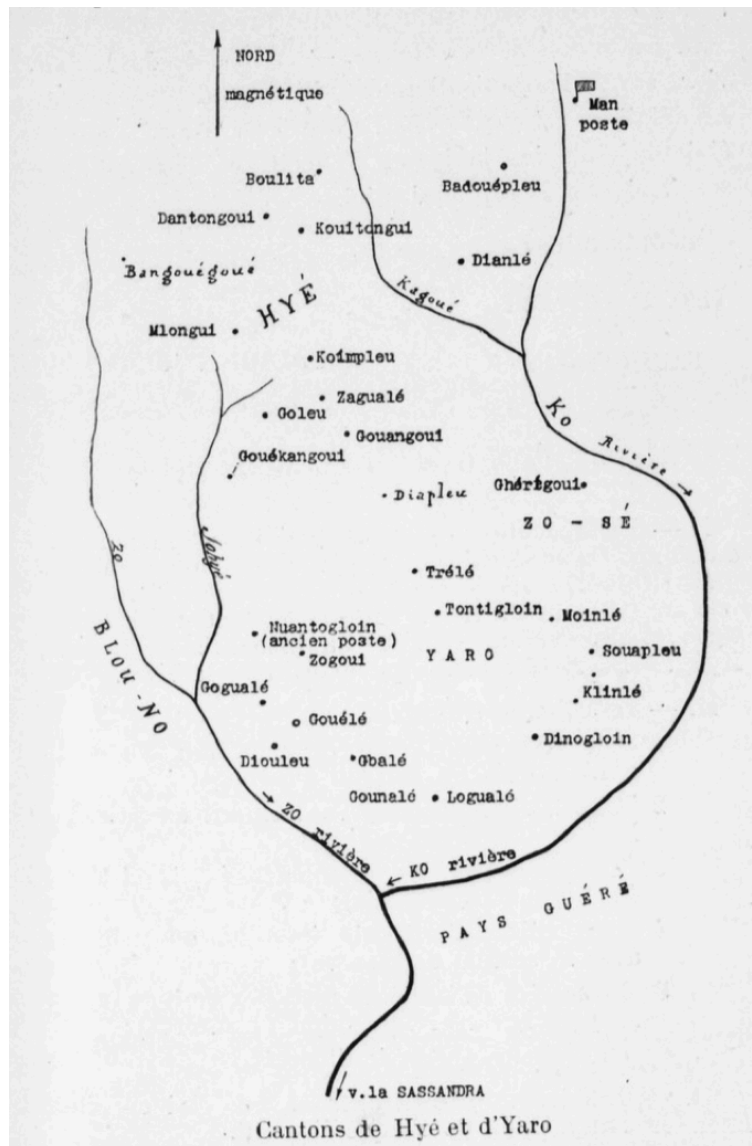 NORD
magnétique
Man
poste
Boulita
Badouépleu
Dantongoui
Kouitongui
Bangouégoué
Dianlé
HYÉ
Kagoué
Mlongui
Koimpleu
Zagualé
Goleu
Ko
Rivière →
Gouangoui
Gouékangoui
Diapleu
ZO-SÉ
Zo
Trélé
Tontigloin
Moinlé
Nuantogloin
(ancien poste)
Zogoui
YARO
Souapleu
BLOU-NO
Gogualé
Klinlé
Gouélé
Dinogloin
Diouleu
Gbalé
Gounalé
Logualé
→ ZO rivière
← KO rivière
PAYS GUÉRÉ
v.la SASSANDRA
Cantons de Hyé et d'Yaro